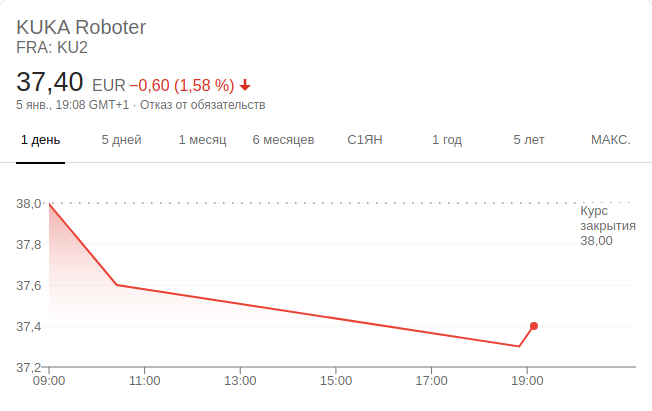 KUKA Roboter
FRA: KU2
37,40 EUR −0,60 (1,58 %)
5 янв., 19:08 GMT+1 · Отказ от обязательств
1 день 5 дней 1 месяц 6 месяцев С1ЯН 1 год 5 лет МАКС.
38,0
Курс
закрытия
38,00
37,8
37,6
37,4
37,2
09:00 11:00 13:00 15:00 17:00 19:00